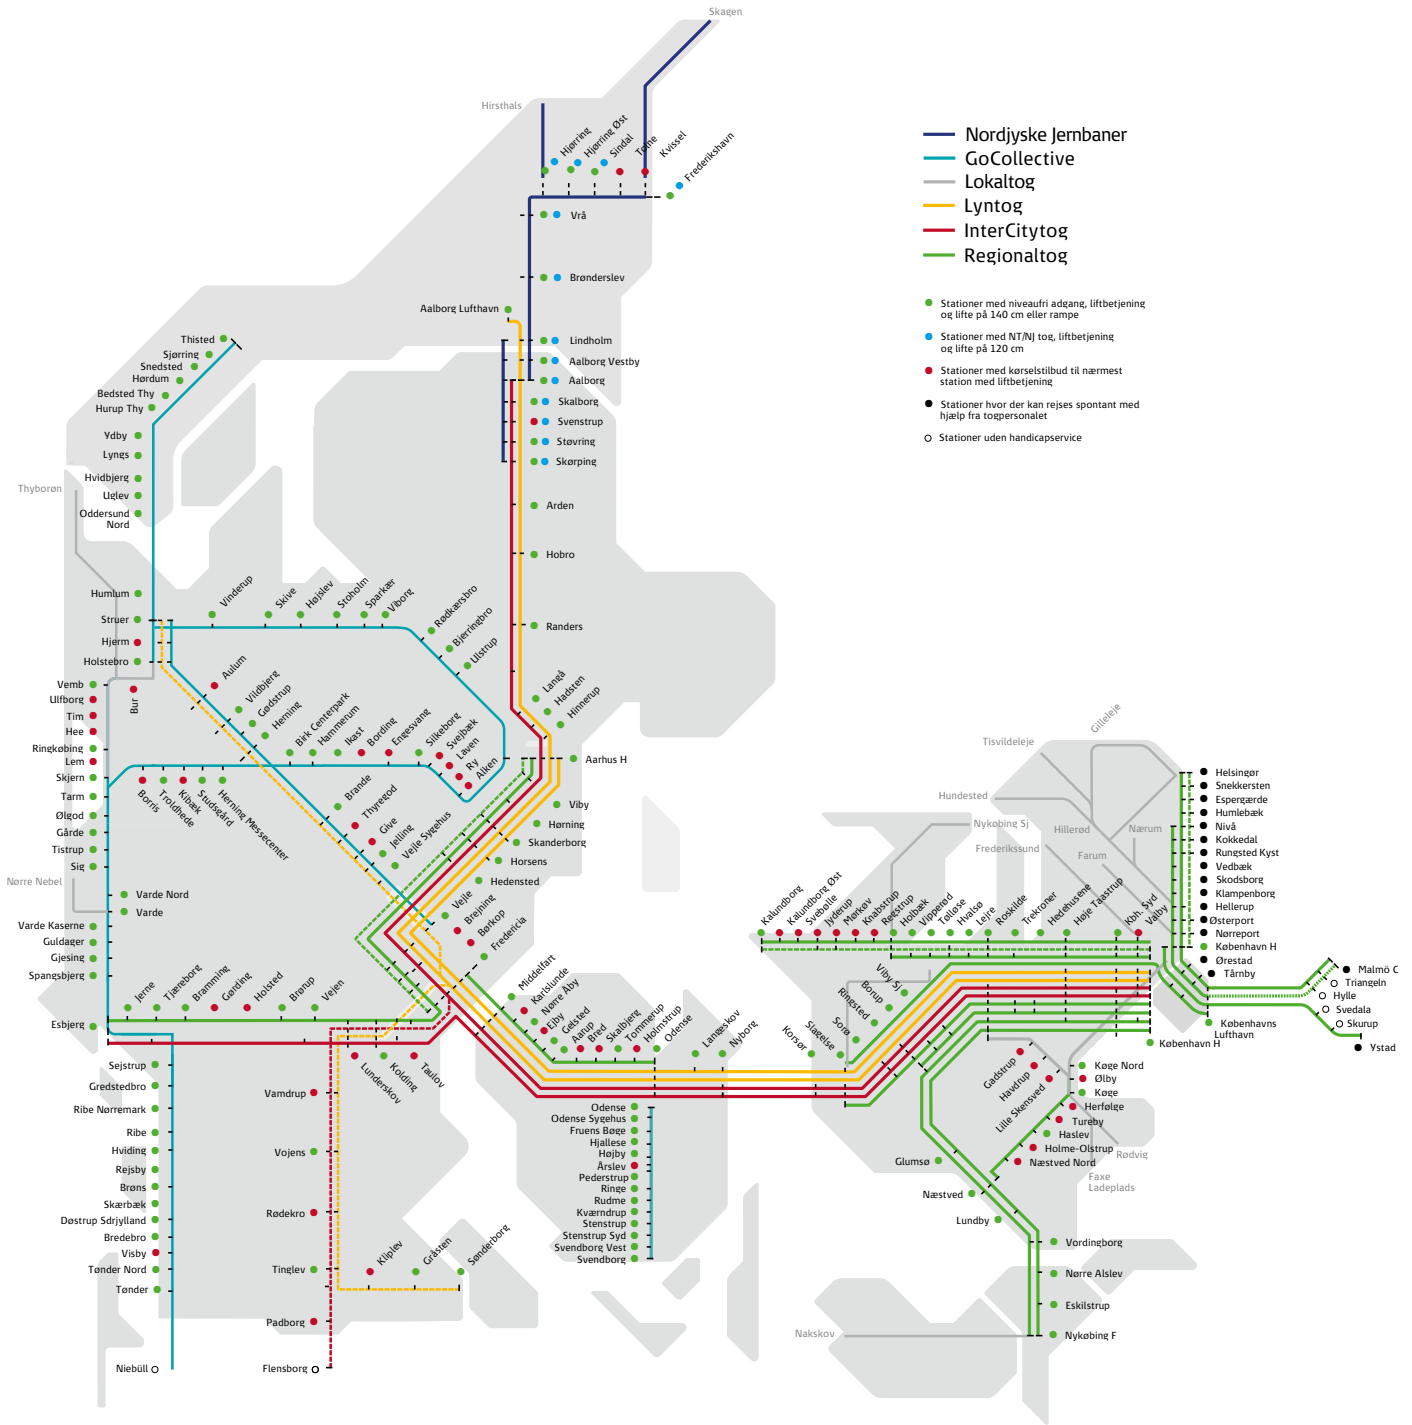 Skagen
Hirsthals
Hjørring
Hjørring Øst
Sindal
Tolne
Kvissel
Frederikshavn
Vrå
Brønderslev
Aalborg Lufthavn
Lindholm
Aalborg Vestby
Aalborg
Skalborg
Svenstrup
Støvring
Skørping
Arden
Hobro
Randers
Langå
Hadsten
Hinnerup
Aarhus H
Viby
Hørning
Skanderborg
Horsens
Hedensted
Vejle
Brejning
Børkop
Fredericia
Nordjyske Jernbaner
GoCollective
Lokaltog
Lyntog
InterCitytog
Regionaltog
Stationer med niveaufri adgang, liftbetjening
og lifte på 140 cm eller rampe
Stationer med NT/NJ tog, liftbetjening
og lifte på 120 cm
Stationer med kørselstilbud til nærmest
station med liftbetjening
Stationer hvor der kan rejses spontant med
hjælp fra togpersonalet
Stationer uden handicapservice
Thisted
Sjørring
Snedsted
Hørdum
Bedsted Thy
Hurup Thy
Ydby
Lyngs
Hvidbjerg
Uglev
Oddersund
Nord
Thyborøn
Humlum
Struer
Hjerm
Holstebro
Vinderup
Skive
Højslev
Stoholm
Sparkær
Viborg
Rødkærsbro
Bjerringbro
Ulstrup
Vemb
Ulfborg
Tim
Hee
Ringkøbing
Lem
Skjern
Tarm
Ølgod
Gårde
Tistrup
Sig
Nørre Nebel
Varde Nord
Varde
Varde Kaserne
Guldager
Gjesing
Spangsbjerg
Esbjerg
Bur
Aulum
Vildbjerg
Gødstrup
Herning
Birk Centerpark
Hammerum
Ikast
Bording
Engesvang
Silkeborg
Svejbæk
Laven
Ry
Alken
Borris
Troldhede
Kibæk
Studsgård
Herning Messecenter
Brande
Thyregod
Give
Jelling
Vejle Sygehus
Jerne
Tjæreborg
Bramming
Gørding
Holsted
Brørup
Vejen
Lunderskov
Kolding
Taulov
Sejstrup
Gredstedbro
Ribe Nørremark
Ribe
Hviding
Rejsby
Brøns
Skærbæk
Døstrup Sdrjylland
Bredebro
Visby
Tønder Nord
Tønder
Niebüll
Vamdrup
Vojens
Rødekro
Tinglev
Padborg
Flensborg
Kliplev
Gråsten
Sønderborg
Middelfart
Karlslunde
Nørre Åby
Ejby
Gelsted
Aarup
Bred
Skalbjerg
Tommerup
Holmstrup
Odense
Langeskov
Nyborg
Odense
Odense Sygehus
Fruens Bøge
Hjallese
Højby
Årslev
Pederstrup
Ringe
Rudme
Kværndrup
Stenstrup
Stenstrup Syd
Svendborg Vest
Svendborg
Korsør
Slagelse
Sorø
Ringsted
Borup
Viby Sj
Kalundborg
Kalundborg Øst
Svebølle
Jyderup
Mørkøv
Knabstrup
Regstrup
Holbæk
Vipperød
Tølløse
Hvalsø
Lejre
Roskilde
Trekroner
Hedehusene
Høje Taastrup
Kbh. Syd
Valby
Gilleleje
Tisvildeleje
Hundested
Nykøbing Sj
Frederikssund
Hillerød
Nærum
Farum
Helsingør
Snekkersten
Espergærde
Humlebæk
Nivå
Kokkedal
Rungsted Kyst
Vedbæk
Skodsborg
Klampenborg
Hellerup
Østerport
Nørreport
København H
Ørestad
Tårnby
Københavns
Lufthavn
København H
Malmö C
Triangeln
Hylle
Svedala
Skurup
Ystad
Gadstrup
Havdrup
Lille Skensved
Køge Nord
Ølby
Køge
Herfølge
Tureby
Haslev
Holme-Olstrup
Næstved Nord
Rødvig
Faxe
Ladeplads
Glumsø
Næstved
Lundby
Vordingborg
Nørre Alslev
Eskilstrup
Nykøbing F
Nakskov